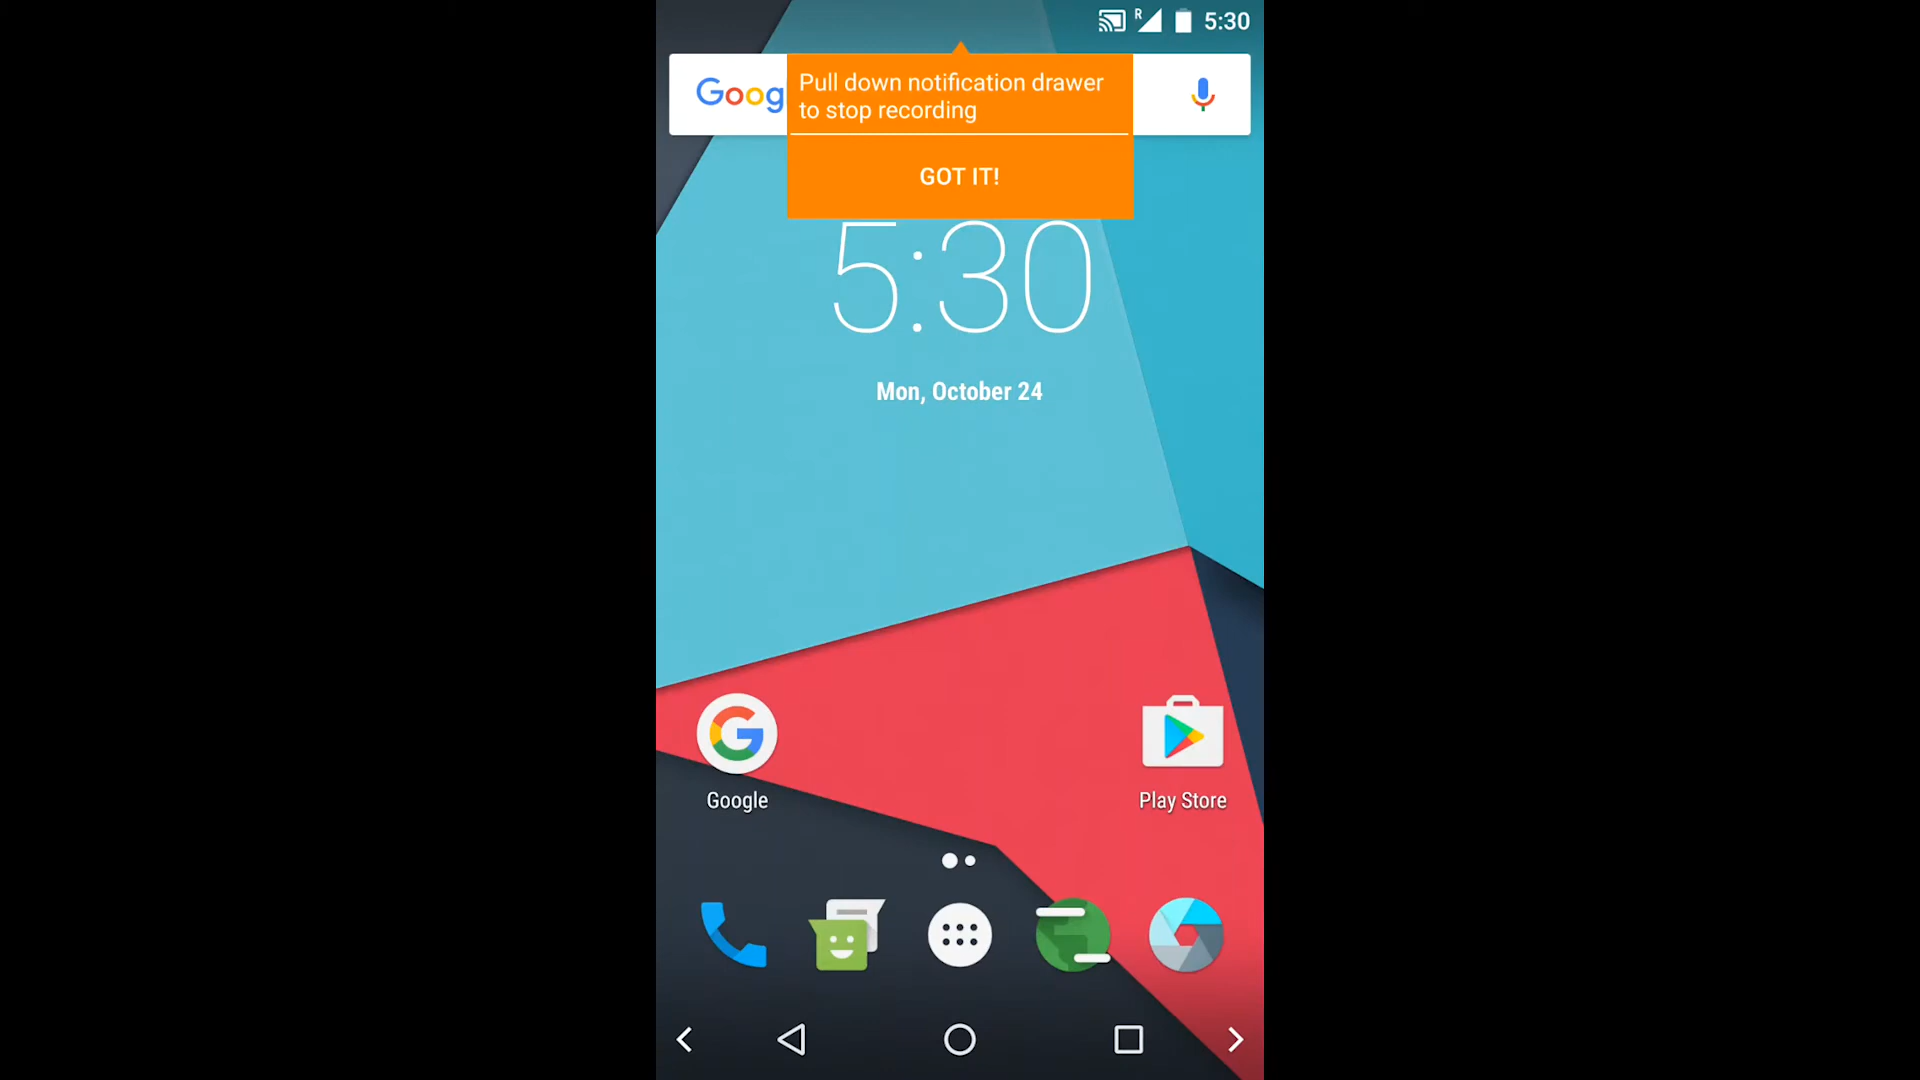 R 5:30
Goog
Pull down notification drawer
to stop recording
GOT IT!
5:30
Mon, October 24
Google
Play Store